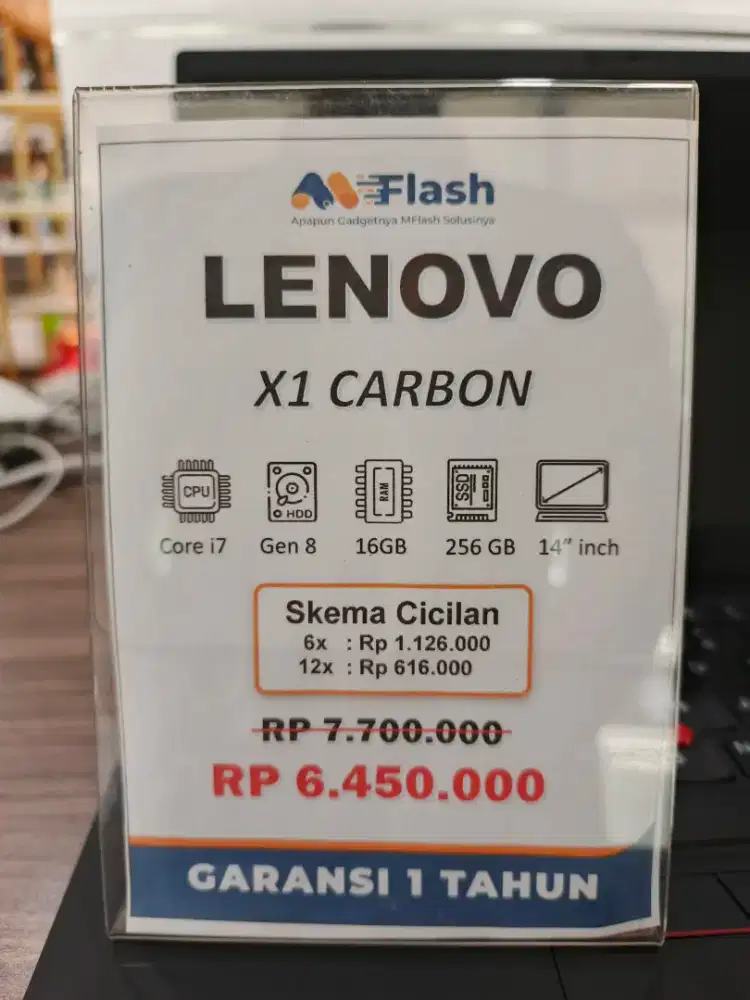 MFlash
Apapun Gadgetnya MFlash Solusinya
LENOVO
X1 CARBON
CPU HDD RAM SSD
Core i7 Gen 8 16GB 256 GB 14” inch
Skema Cicilan
6x : Rp 1.126.000
12x : Rp 616.000
RP 7.700.000
RP 6.450.000
GARANSI 1 TAHUN